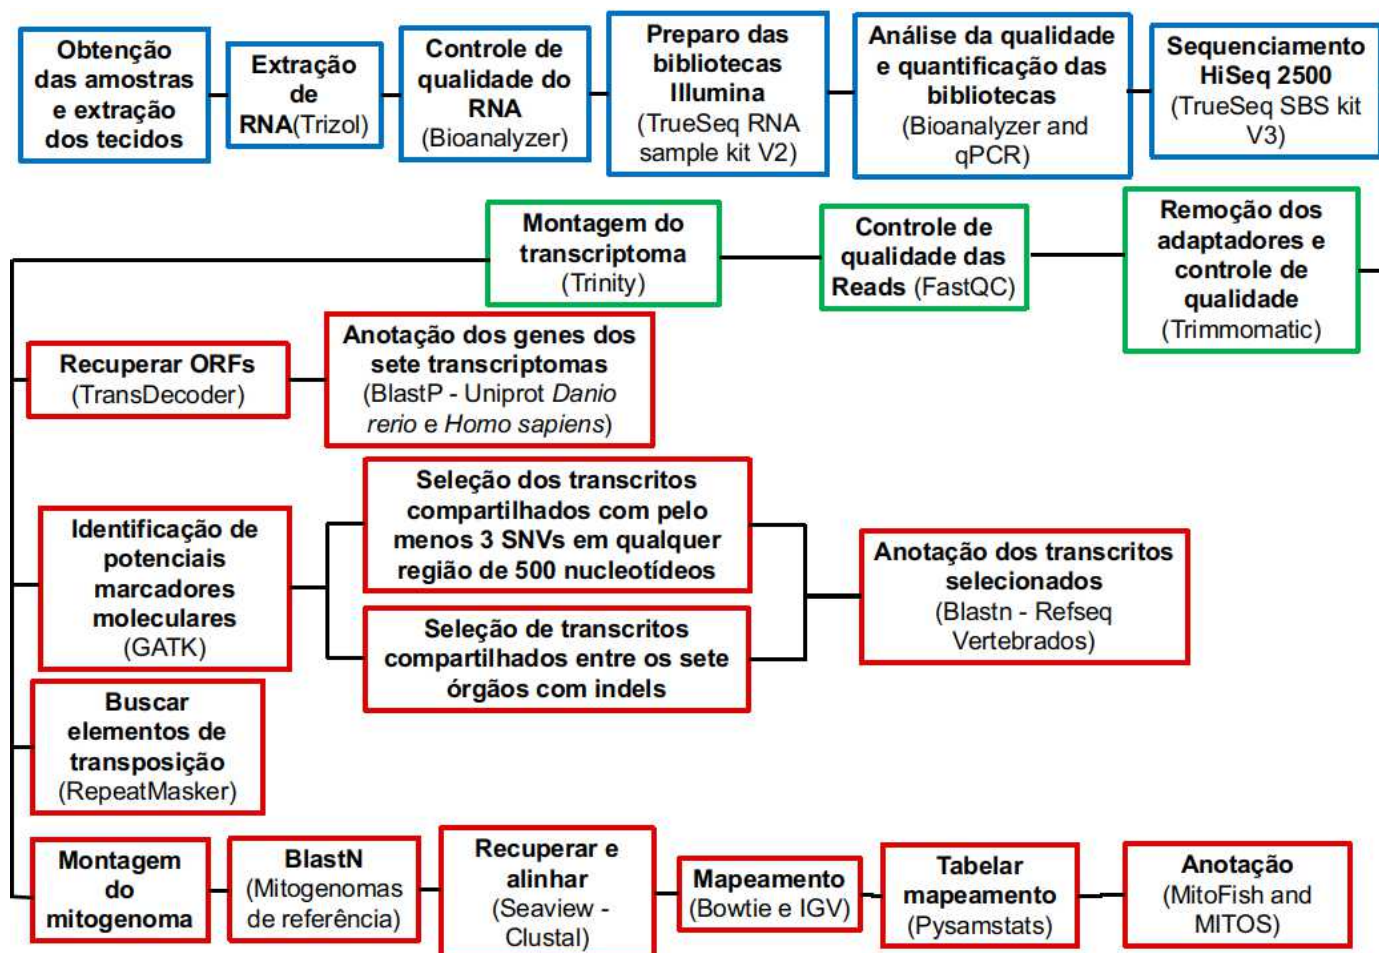 Obtenção
das amostras
e extração
dos tecidos
Extração
de
RNA(Trizol)
Controle de
qualidade do
RNA
(Bioanalyzer)
Preparo das
bibliotecas
Illumina
(TrueSeq RNA
sample kit V2)
Análise da qualidade
e quantificação das
bibliotecas
(Bioanalyzer and
qPCR)
Sequenciamento
HiSeq 2500
(TrueSeq SBS kit
V3)
Remoção dos
adaptadores e
controle de
qualidade
(Trimmomatic)
Controle de
qualidade das
Reads (FastQC)
Montagem do
transcriptoma
(Trinity)
Recuperar ORFs
(TransDecoder)
Anotação dos genes dos
sete transcriptomas
(BlastP - Uniprot Danio
rerio e Homo sapiens)
Identificação de
potenciais
marcadores
moleculares
(GATK)
Seleção dos transcritos
compartilhados com pelo
menos 3 SNVs em qualquer
região de 500 nucleotídeos
Seleção de transcritos
compartilhados entre os sete
órgãos com indels
Anotação dos transcritos
selecionados
(Blastn - Refseq
Vertebrados)
Buscar
elementos de
transposição
(RepeatMasker)
Montagem
do
mitogenoma
BlastN
(Mitogenomas
de referência)
Recuperar e
alinhar
(Seaview -
Clustal)
Mapeamento
(Bowtie e IGV)
Tabelar
mapeamento
(Pysamstats)
Anotação
(MitoFish and
MITOS)